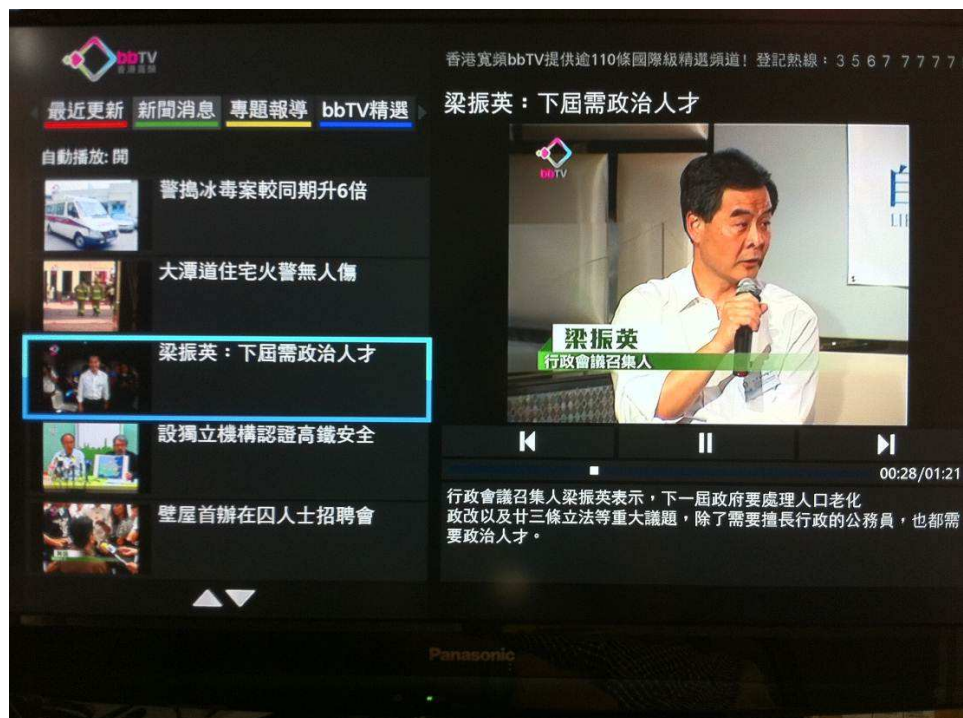 bbTV
香港寬頻
香港寬頻bbTV提供逾110條國際級精選頻道! 登記熱線:3567 7777
最近更新 新聞消息 專題報導 bbTV精選
梁振英:下屆需政治人才
自動播放: 開
警搗冰毒案較同期升6倍
大潭道住宅火警無人傷
梁振英:下屆需政治人才
設獨立機構認證高鐵安全
壁屋首辦在囚人士招聘會
bbTV
梁振英
行政會議召集人
00:28/01:21
行政會議召集人梁振英表示,下一屆政府要處理人口老化
政改以及廿三條立法等重大議題,除了需要擅長行政的公務員,也都需
要政治人才。
Panasonic